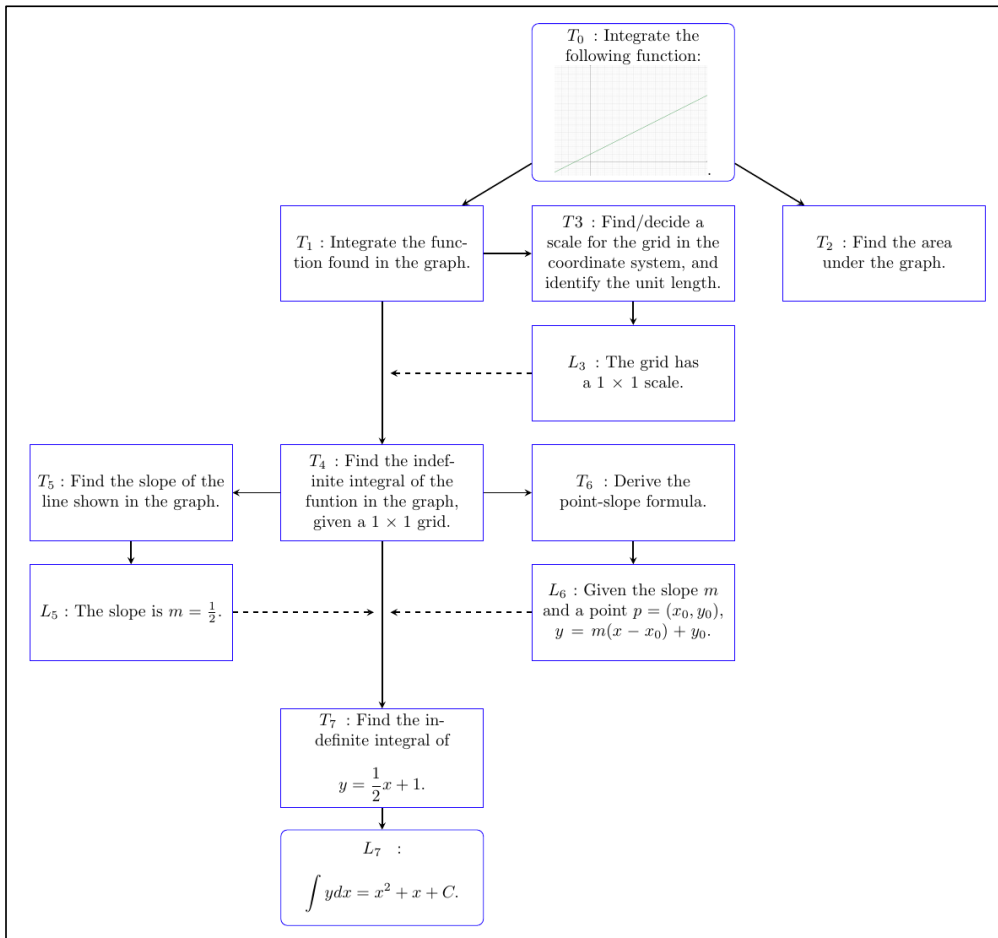 T₀ : Integrate the
following function:
.
T₁ : Integrate the func-
tion found in the graph.
T3 : Find/decide a
scale for the grid in the
coordinate system, and
identify the unit length.
T₂ : Find the area
under the graph.
L₃ : The grid has
a 1 × 1 scale.
T₅ : Find the slope of the
line shown in the graph.
T₄ : Find the indef-
inite integral of the
funtion in the graph,
given a 1 × 1 grid.
T₆ : Derive the
point-slope formula.
L₅ : The slope is m = ½.
L₆ : Given the slope m
and a point p = (x₀, y₀),
y = m(x − x₀) + y₀.
T₇ : Find the in-
definite integral of
y = ½x + 1.
L₇ :
∫ ydx = x² + x + C.